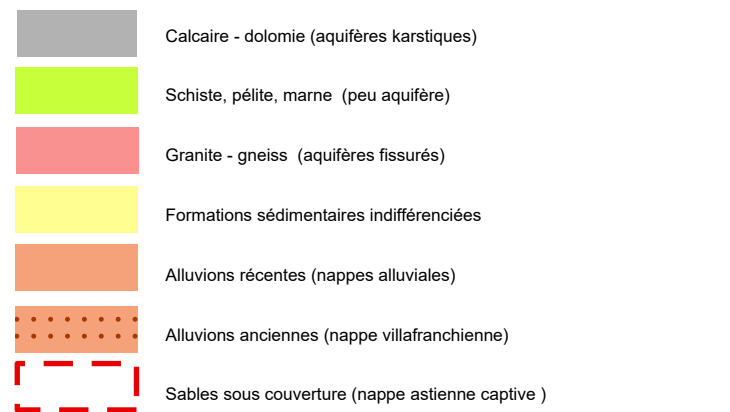 Calcaire - dolomie (aquifères karstiques)
Schiste, pélite, marne  (peu aquifère)
Granite - gneiss  (aquifères fissurés)
Formations sédimentaires indifférenciées
Alluvions récentes (nappes alluviales)
Alluvions anciennes (nappe villafranchienne)
Sables sous couverture (nappe astienne captive )